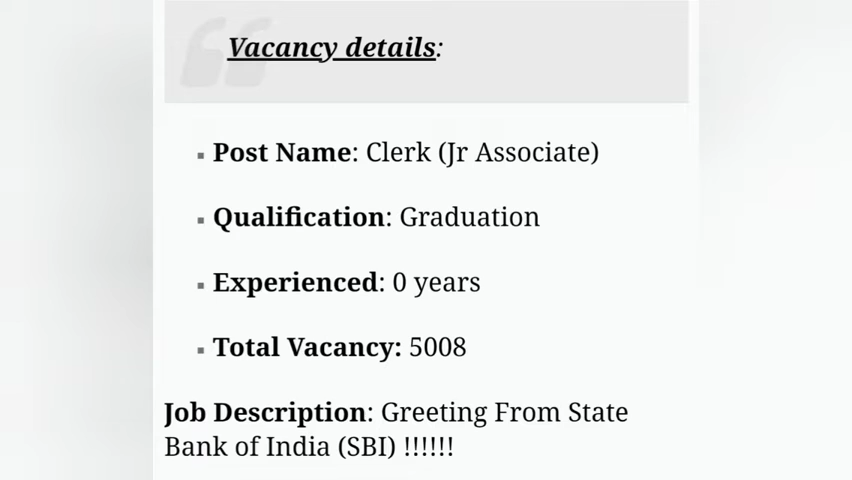 Vacancy details:
Post Name: Clerk (Jr Associate)
Qualification: Graduation
Experienced: 0 years
Total Vacancy: 5008
Job Description: Greeting From State
Bank of India (SBI) !!!!!!